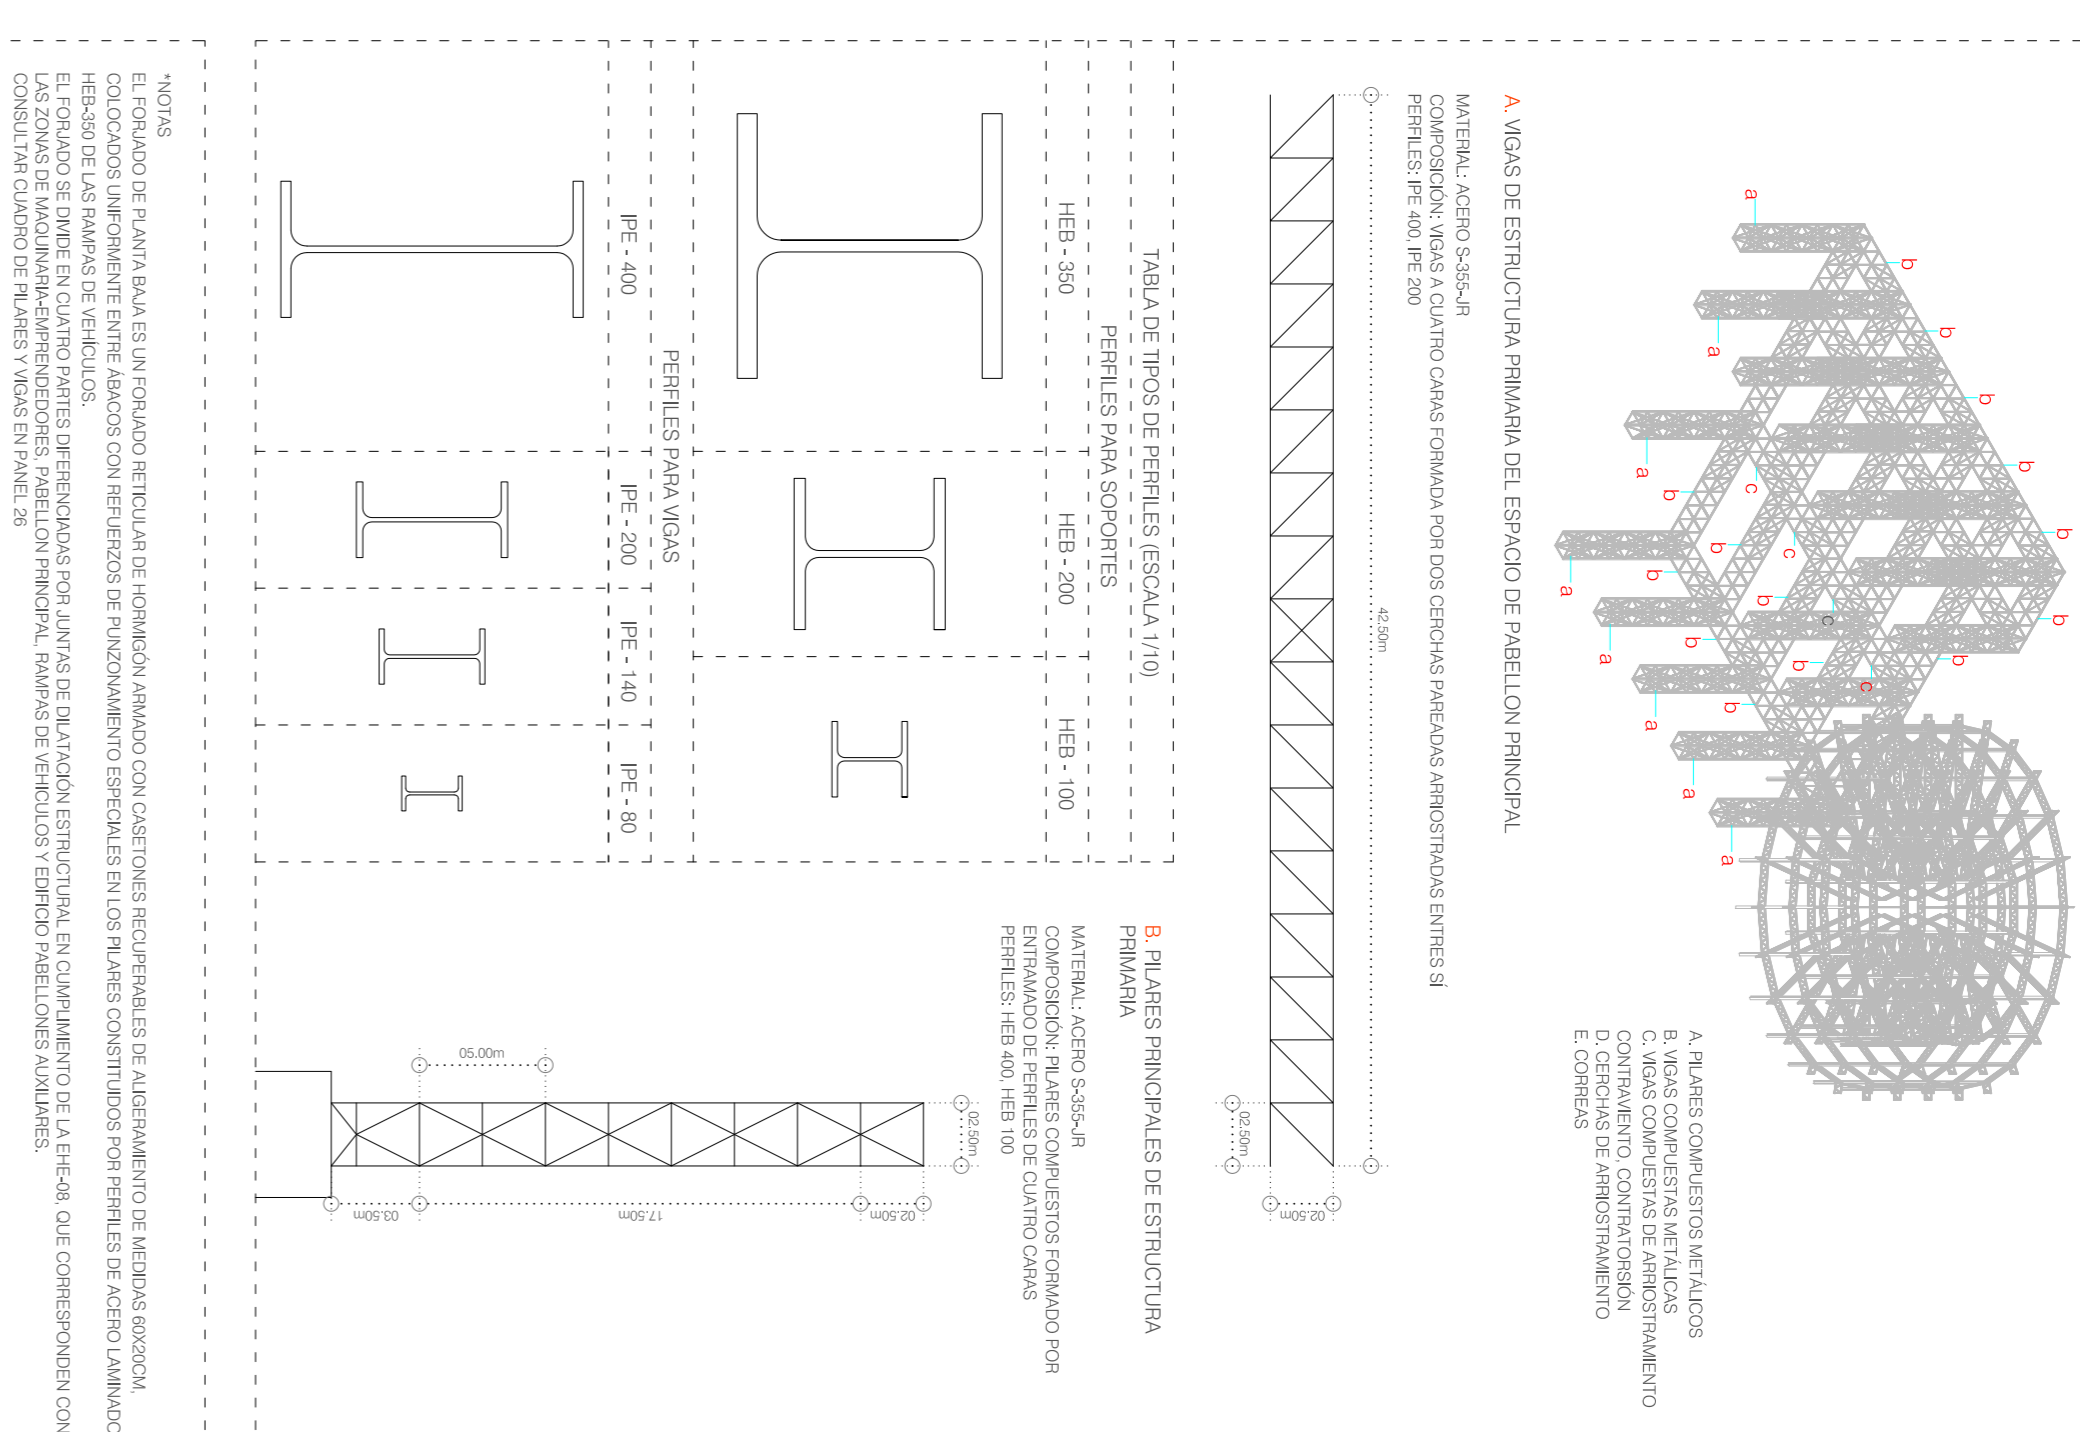 a
a
a
a
a
a
a
a
b
b
b
b
b
b
b
b
b
b
b
b
b
b
c
c
c
c
A. PILARES COMPUESTOS METÁLICOS
B. VIGAS COMPUESTAS METÁLICAS
C. VIGAS COMPUESTAS DE ARRIOSTRAMIENTO
CONTRAVIENTO, CONTRATORSIÓN
D. CERCHAS DE ARRIOSTRAMIENTO
E. CORREAS
A. VIGAS DE ESTRUCTURA PRIMARIA DEL ESPACIO DE PABELLON PRINCIPAL
MATERIAL: ACERO S-355-JR
COMPOSICIÓN: VIGAS A CUATRO CARAS FORMADA POR DOS CERCHAS PAREADAS ARRIOSTRADAS ENTRES SÍ
PERFILES: IPE 400, IPE 200
42.50m
02.50m
02.50m
TABLA DE TIPOS DE PERFILES (ESCALA 1/10)
PERFILES PARA SOPORTES
HEB - 350
HEB - 200
HEB - 100
PERFILES PARA VIGAS
IPE - 400
IPE - 200
IPE - 140
IPE - 80
B. PILARES PRINCIPALES DE ESTRUCTURA
PRIMARIA
MATERIAL: ACERO S-355-JR
COMPOSICIÓN: PILARES COMPUESTOS FORMADO POR
ENTRAMADO DE PERFILES DE CUATRO CARAS
PERFILES: HEB 400, HEB 100
02.50m
05.00m
02.50m
17.50m
03.50m
*NOTAS
EL FORJADO DE PLANTA BAJA ES UN FORJADO RETICULAR DE HORMIGÓN ARMADO CON CASETONES RECUPERABLES DE ALIGERAMIENTO DE MEDIDAS 60X20CM,
COLOCADOS UNIFORMEMENTE ENTRE ÁBACOS CON REFUERZOS DE PUNZONAMIENTO ESPECIALES EN LOS PILARES CONSTITUIDOS POR PERFILES DE ACERO LAMINADO
HEB-350 DE LAS RAMPAS DE VEHÍCULOS.
EL FORJADO SE DIVIDE EN CUATRO PARTES DIFERENCIADAS POR JUNTAS DE DILATACIÓN ESTRUCTURAL EN CUMPLIMIENTO DE LA EHE-08, QUE CORRESPONDEN CON
LAS ZONAS DE MAQUINARIA-EMPRENDEDORES, PABELLON PRINCIPAL, RAMPAS DE VEHICULOS Y EDIFICIO PABELLONES AUXILIARES.
CONSULTAR CUADRO DE PILARES Y VIGAS EN PANEL 26